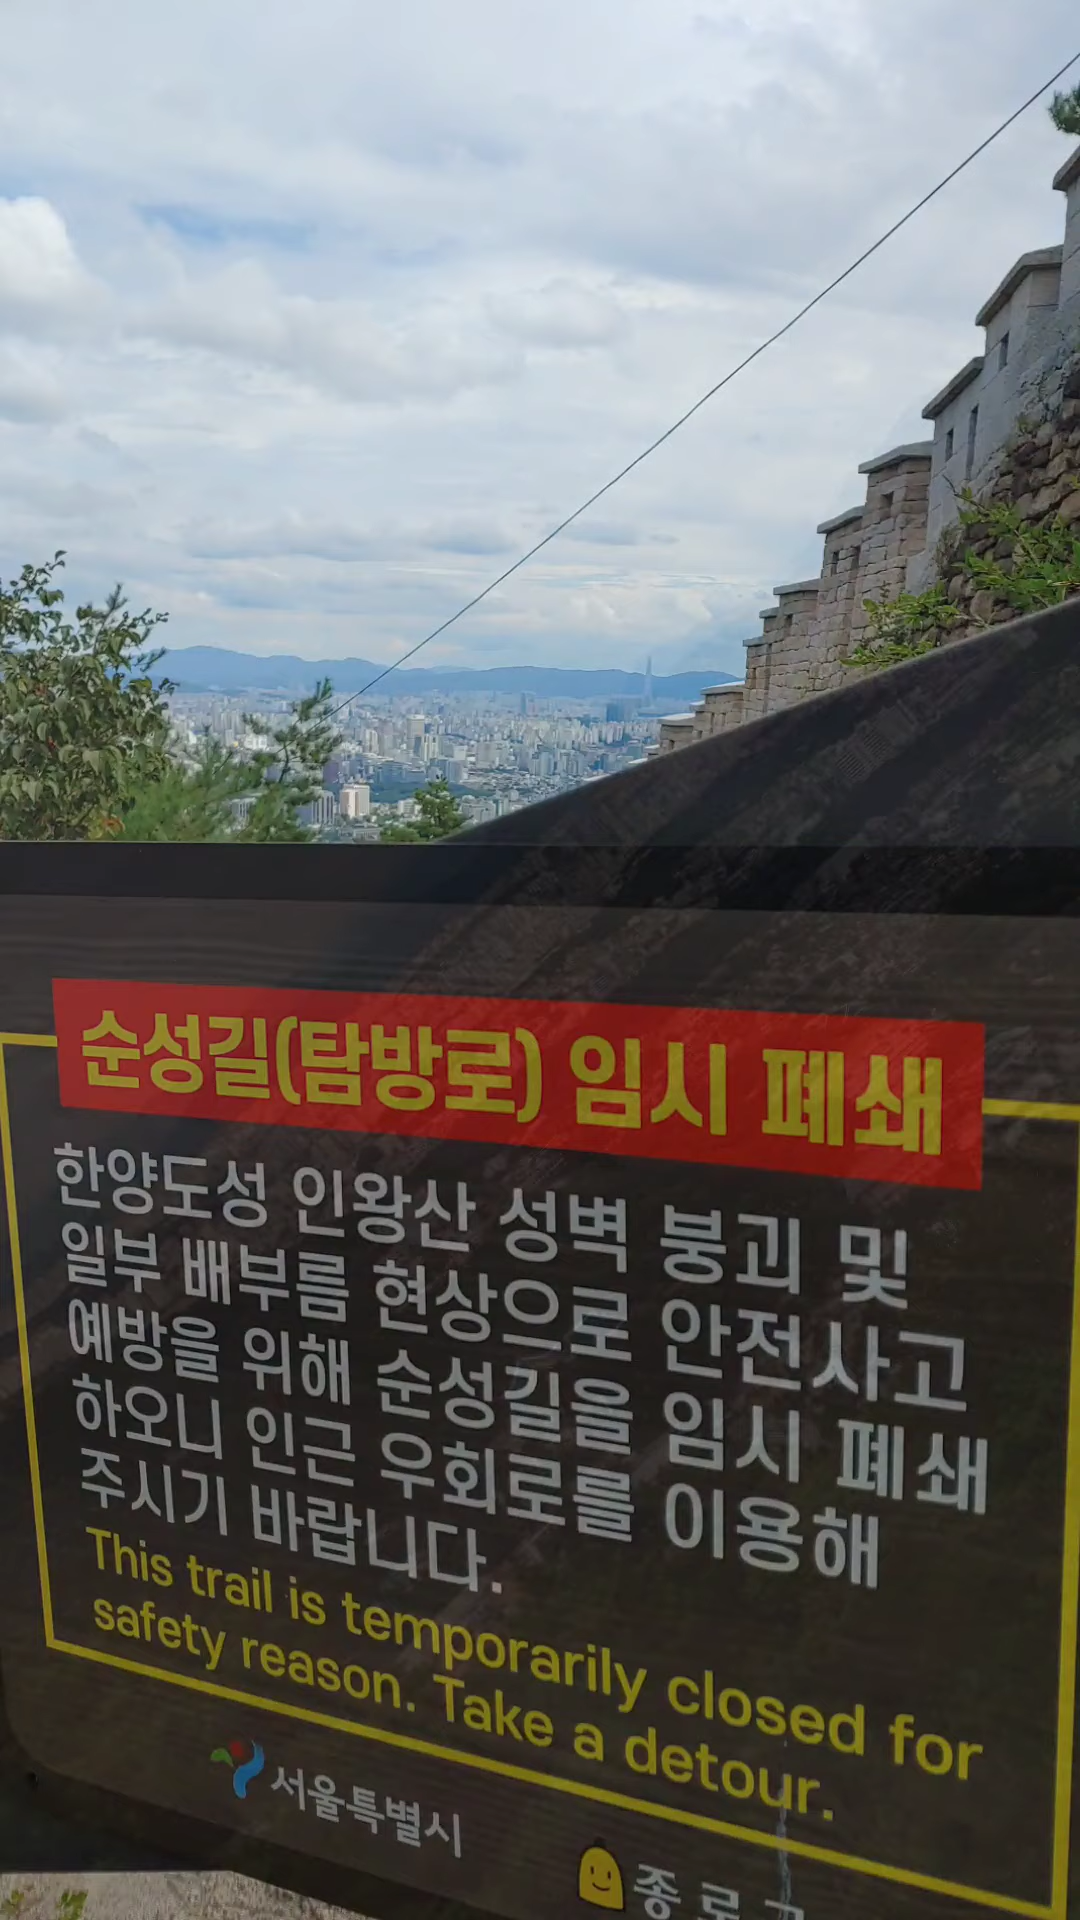 순성길(탐방로) 임시 폐쇄
한양도성 인왕산 성벽 붕괴 및
일부 배부름 현상으로 안전사고
예방을 위해 순성길을 임시 폐쇄
하오니 인근 우회로를 이용해
주시기 바랍니다.
This trail is temporarily closed for
safety reason. Take a detour.
서울특별시
종로구